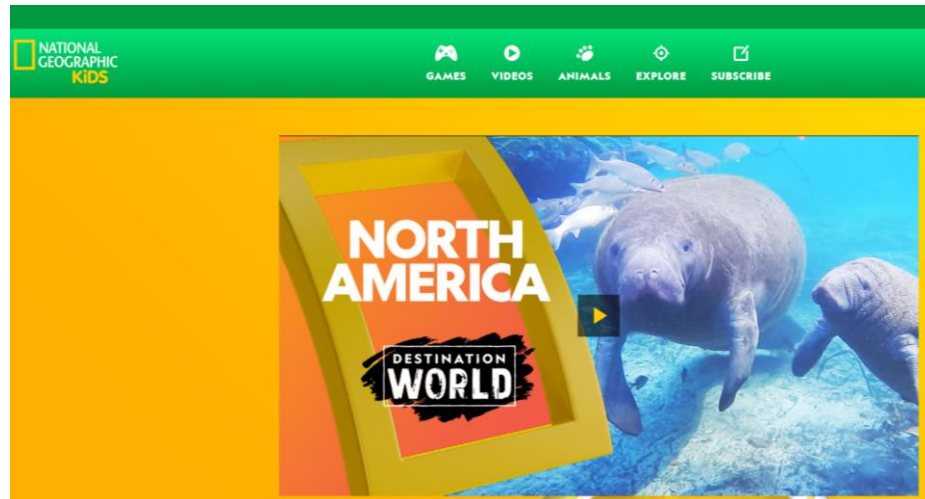 NATIONAL
GEOGRAPHIC
KiDS
GAMES
VIDEOS
ANIMALS
EXPLORE
SUBSCRIBE
NORTH
AMERICA
DESTINATION
WORLD